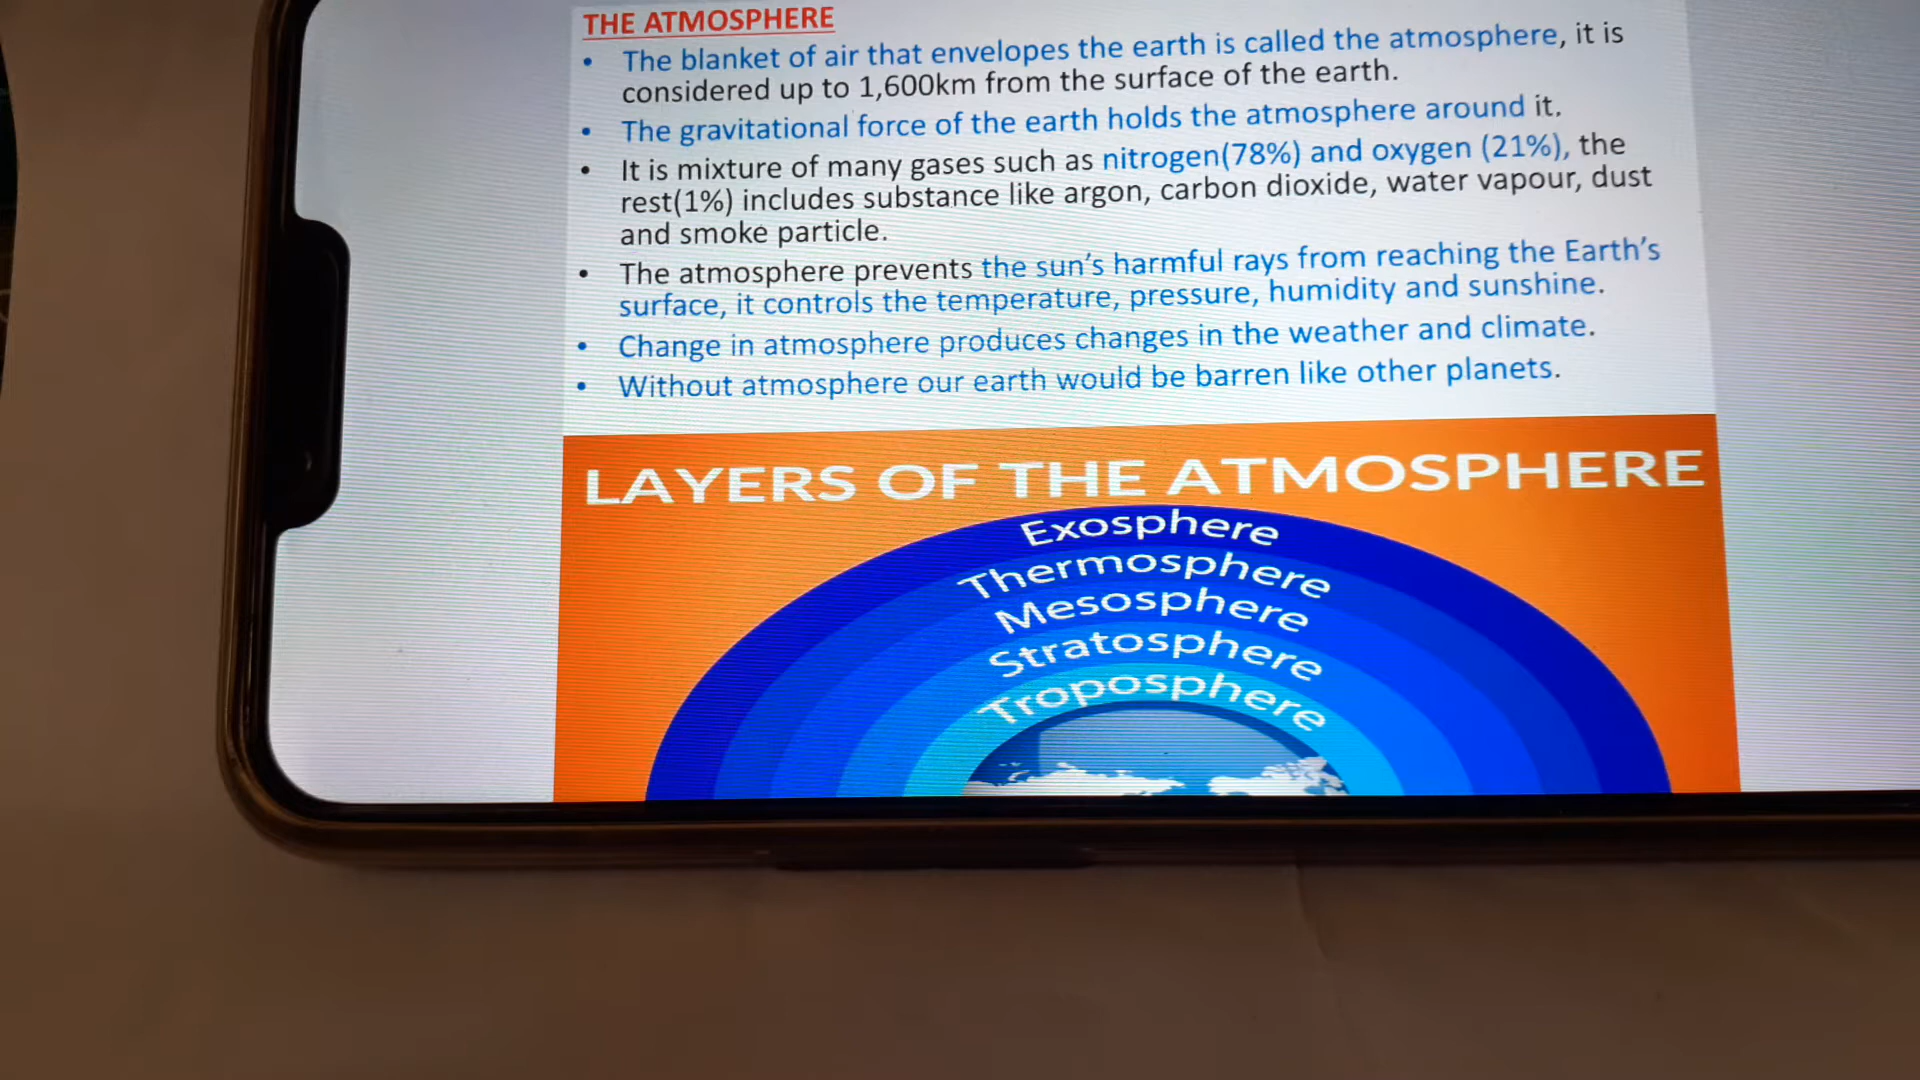 THE ATMOSPHERE
• The blanket of air that envelopes the earth is called the atmosphere, it is
considered up to 1,600km from the surface of the earth.
• The gravitational force of the earth holds the atmosphere around it.
• It is mixture of many gases such as nitrogen(78%) and oxygen (21%), the
rest(1%) includes substance like argon, carbon dioxide, water vapour, dust
and smoke particle.
• The atmosphere prevents the sun's harmful rays from reaching the Earth's
surface, it controls the temperature, pressure, humidity and sunshine.
• Change in atmosphere produces changes in the weather and climate.
• Without atmosphere our earth would be barren like other planets.
LAYERS OF THE ATMOSPHERE
Exosphere
Thermosphere
Mesosphere
Stratosphere
Troposphere